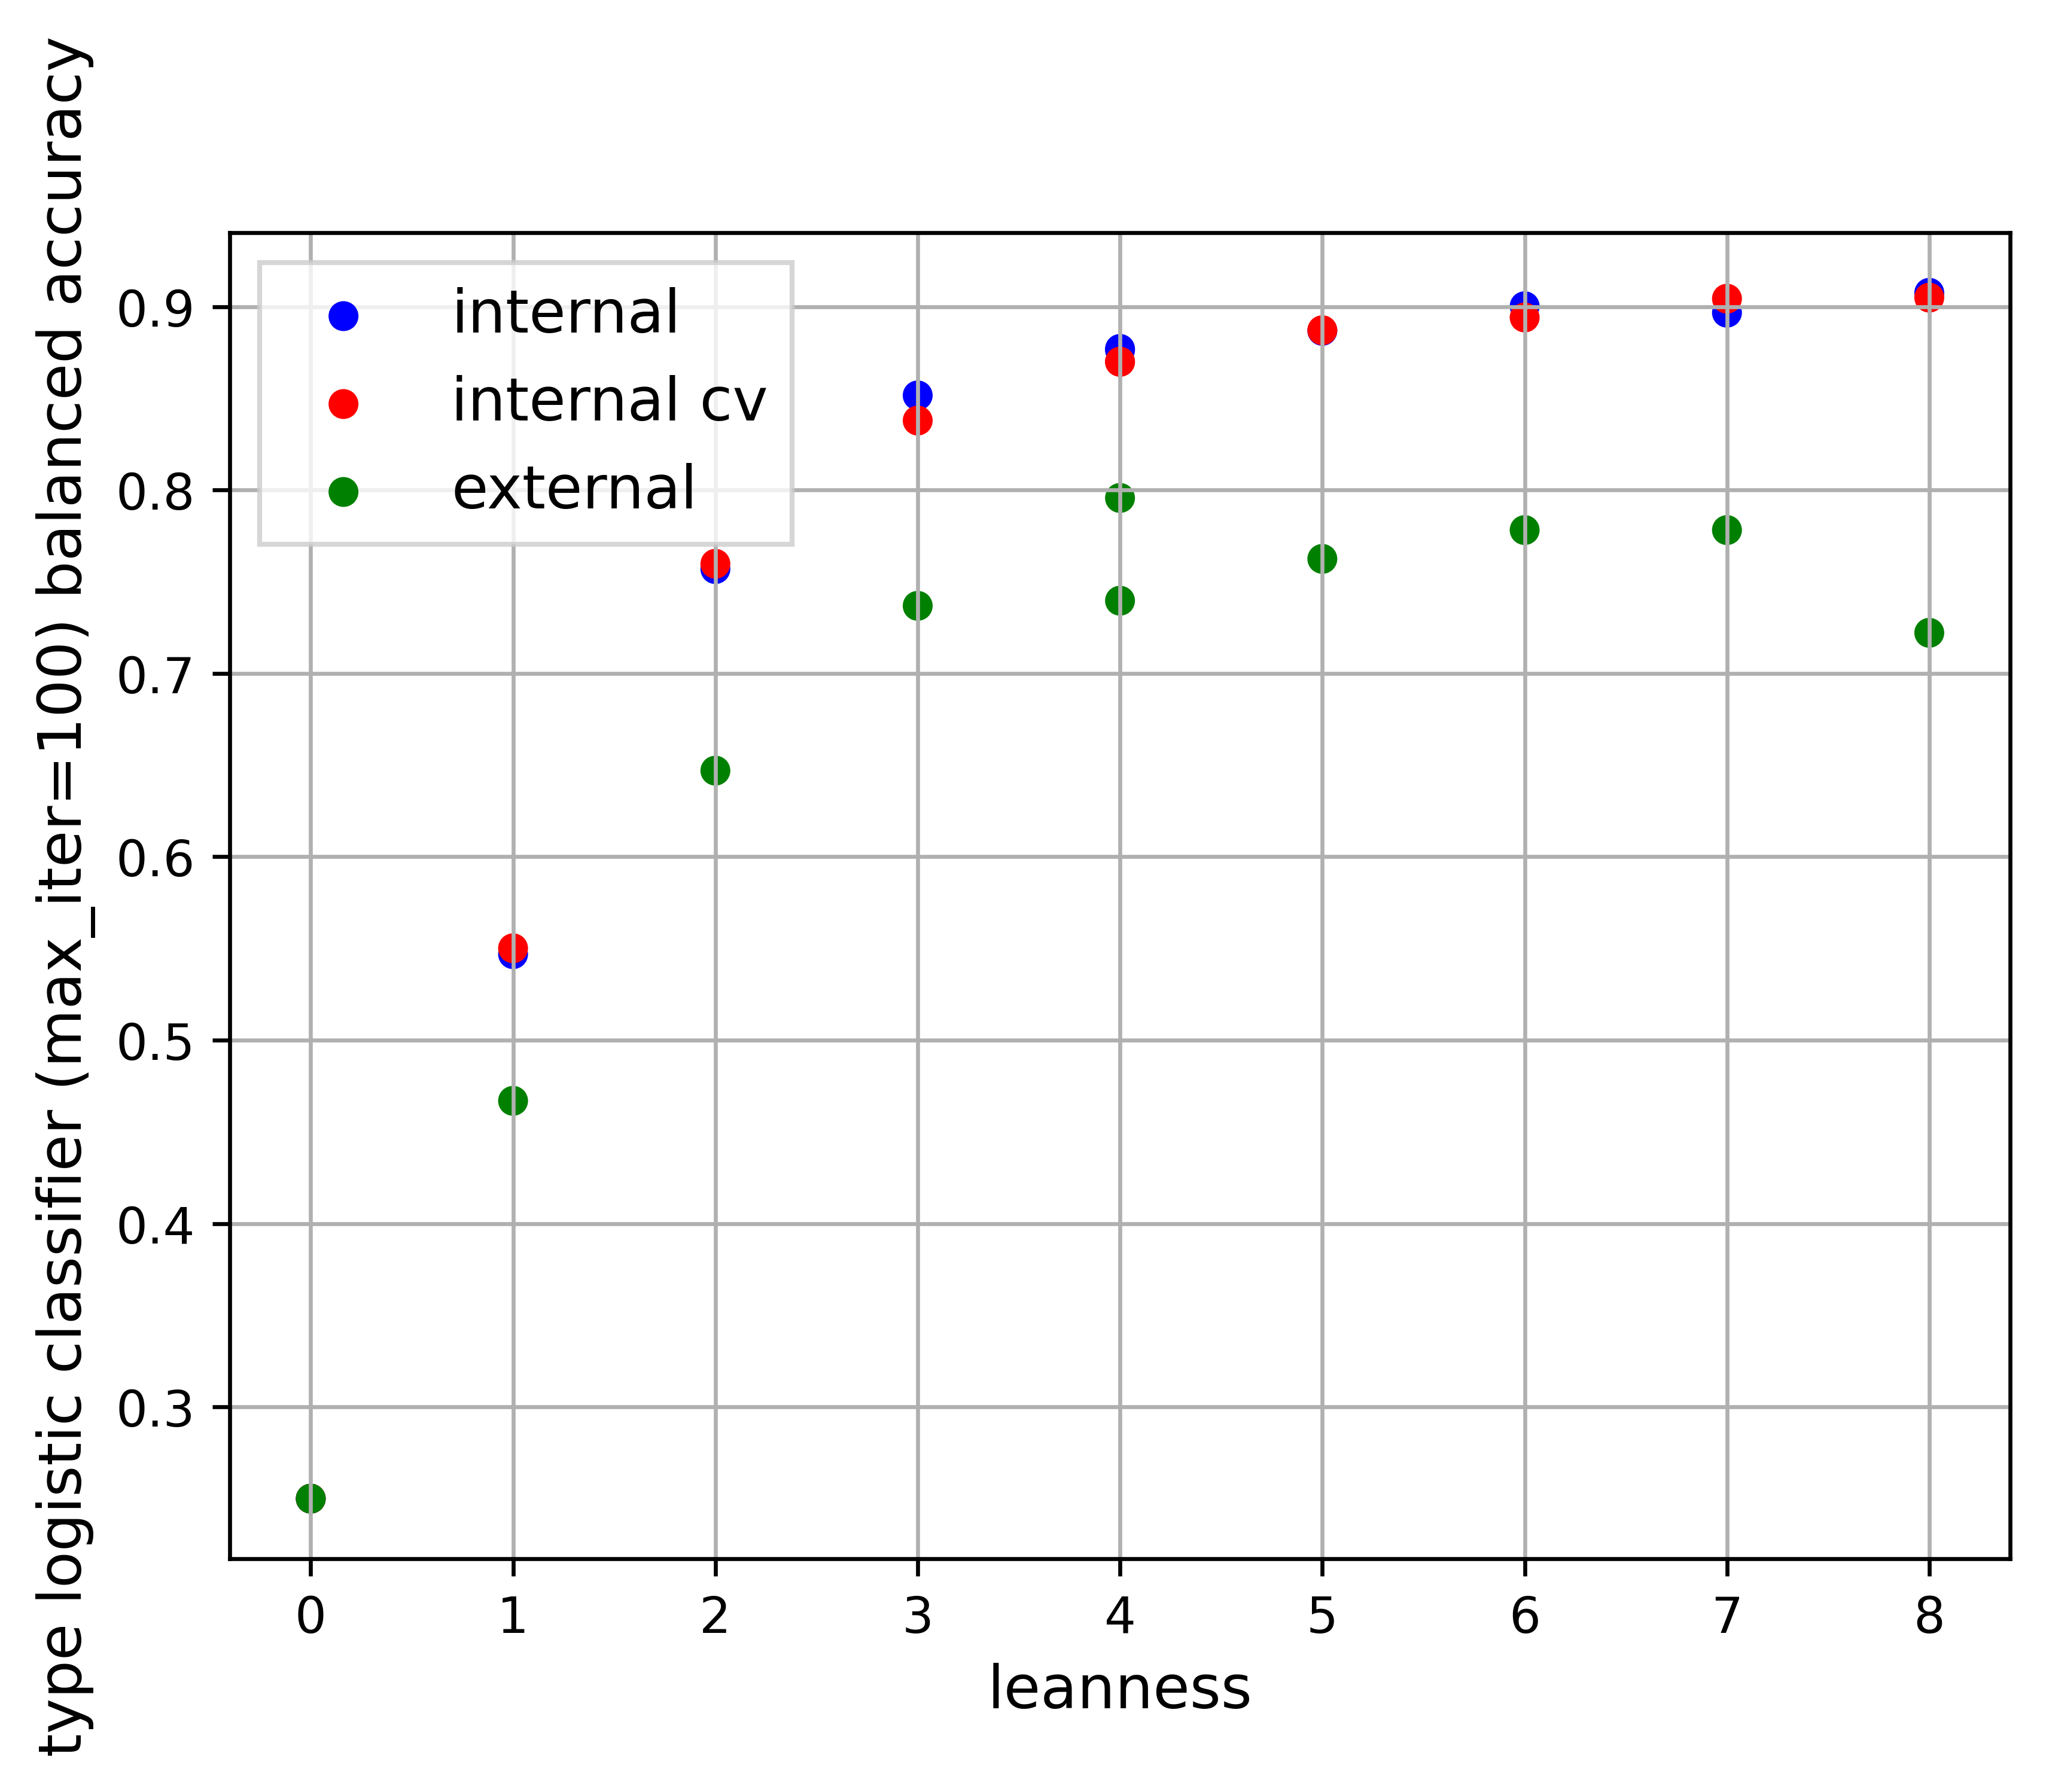 type logistic classifier (max_iter=100) balanced accuracy
0.9
0.8
0.7
0.6
0.5
0.4
0.3
internal
internal cv
external
0 1 2 3 4 5 6 7 8
leanness